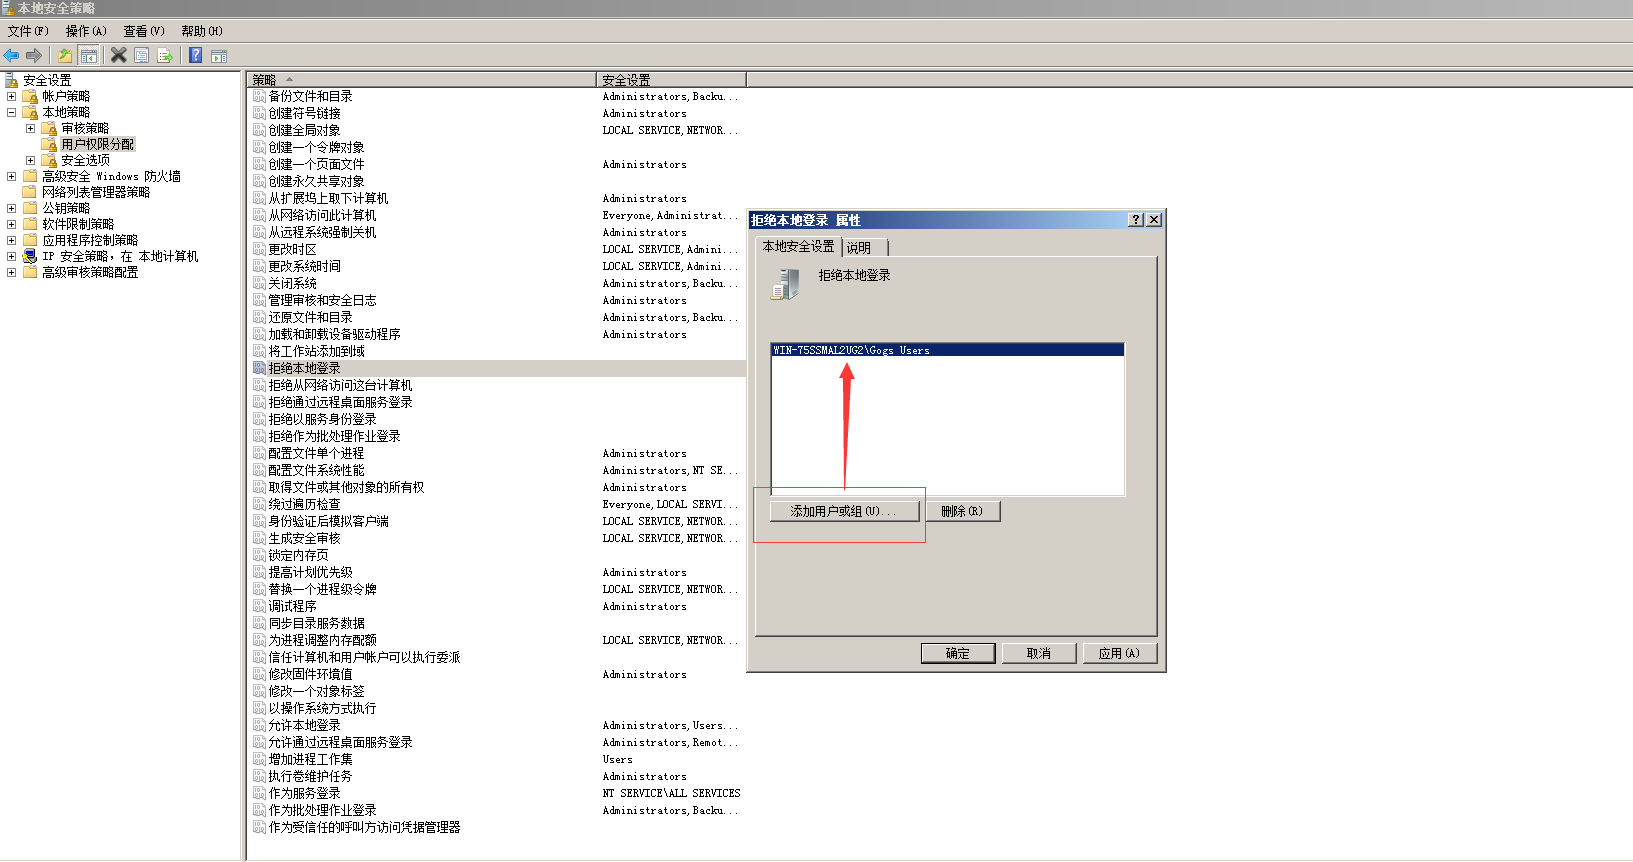 本地安全策略
文件(F) 操作(A) 查看(V) 帮助(H)
安全设置
帐户策略
本地策略
审核策略
用户权限分配
安全选项
高级安全 Windows 防火墙
网络列表管理器策略
公钥策略
软件限制策略
应用程序控制策略
IP 安全策略，在 本地计算机
高级审核策略配置
策略 安全设置
备份文件和目录 Administrators,Backu...
创建符号链接 Administrators
创建全局对象 LOCAL SERVICE,NETWOR...
创建一个令牌对象
创建一个页面文件 Administrators
创建永久共享对象
从扩展坞上取下计算机 Administrators
从网络访问此计算机 Everyone,Administrat...
从远程系统强制关机 Administrators
更改时区 LOCAL SERVICE,Admini...
更改系统时间 LOCAL SERVICE,Admini...
关闭系统 Administrators,Backu...
管理审核和安全日志 Administrators
还原文件和目录 Administrators,Backu...
加载和卸载设备驱动程序 Administrators
将工作站添加到域
拒绝本地登录
拒绝从网络访问这台计算机
拒绝通过远程桌面服务登录
拒绝以服务身份登录
拒绝作为批处理作业登录
配置文件单个进程 Administrators
配置文件系统性能 Administrators,NT SE...
取得文件或其他对象的所有权 Administrators
绕过遍历检查 Everyone,LOCAL SERVI...
身份验证后模拟客户端 LOCAL SERVICE,NETWOR...
生成安全审核 LOCAL SERVICE,NETWOR...
锁定内存页
提高计划优先级 Administrators
替换一个进程级令牌 LOCAL SERVICE,NETWOR...
调试程序 Administrators
同步目录服务数据
为进程调整内存配额 LOCAL SERVICE,NETWOR...
信任计算机和用户帐户可以执行委派
修改固件环境值 Administrators
修改一个对象标签
以操作系统方式执行
允许本地登录 Administrators,Users...
允许通过远程桌面服务登录 Administrators,Remot...
增加进程工作集 Users
执行卷维护任务 Administrators
作为服务登录 NT SERVICE\ALL SERVICES
作为批处理作业登录 Administrators,Backu...
作为受信任的呼叫方访问凭据管理器
拒绝本地登录 属性
本地安全设置 说明
拒绝本地登录
WIN-75SSMAL2UG2\Gogs Users
添加用户或组(U)... 删除(R)
确定 取消 应用(A)